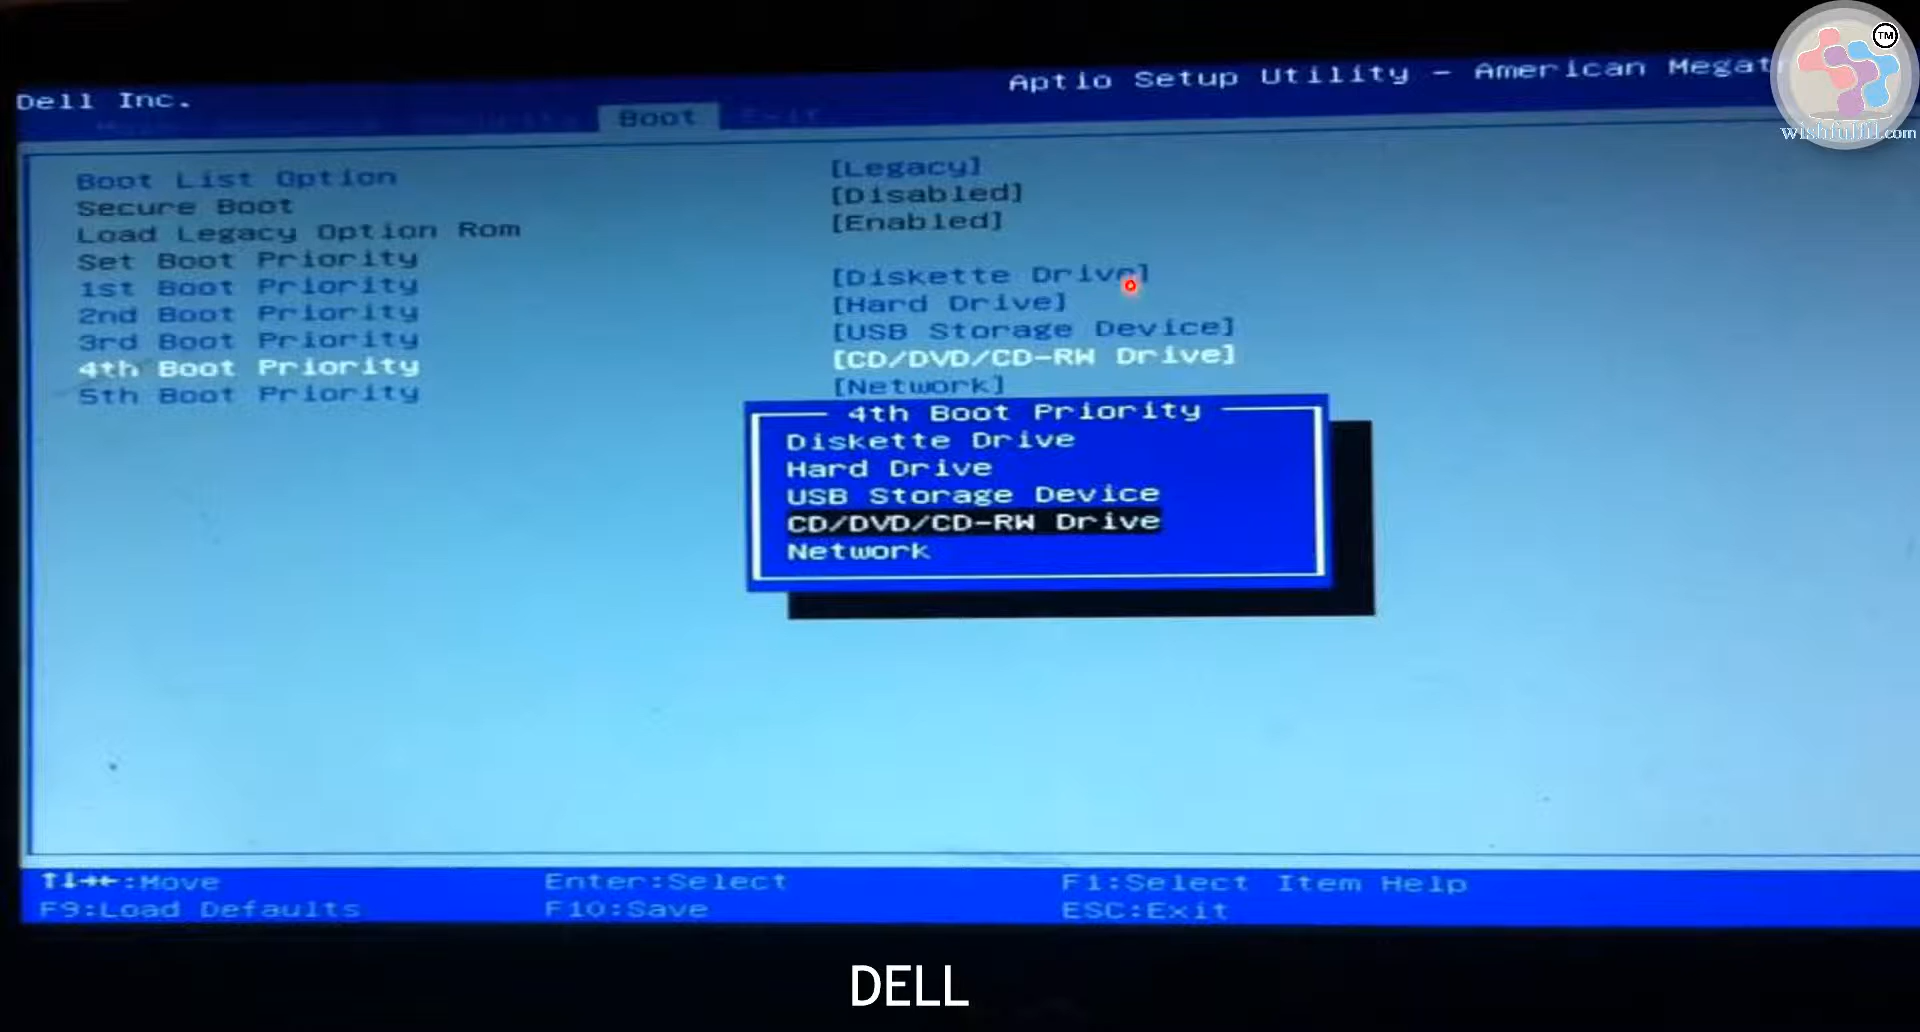 Dell Inc.
Aptio Setup Utility - American
TM
wishfulfil.com
Boot
Exit
Boot List Option [Legacy]
Secure Boot [Disabled]
Load Legacy Option Rom [Enabled]
Set Boot Priority
1st Boot Priority [Diskette Drive]
2nd Boot Priority [Hard Drive]
3rd Boot Priority [USB Storage Device]
4th Boot Priority [CD/DVD/CD-RW Drive]
5th Boot Priority [Network]
4th Boot Priority
Diskette Drive
Hard Drive
USB Storage Device
CD/DVD/CD-RW Drive
Network
↑↓→←:Move Enter:Select F1:Select Item Help
F9:Load Defaults F10:Save ESC:Exit
DELL